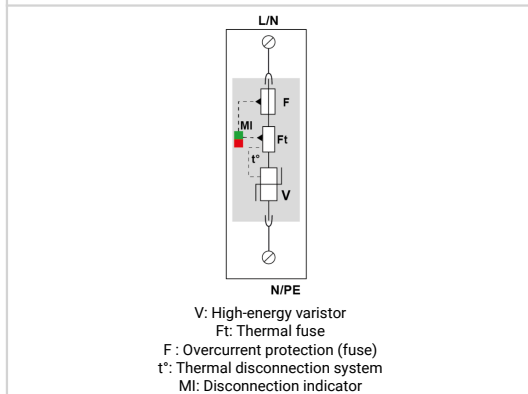 L/N
F
MI
Ft
t°
V
N/PE
V: High-energy varistor
Ft: Thermal fuse
F : Overcurrent protection (fuse)
t°: Thermal disconnection system
MI: Disconnection indicator